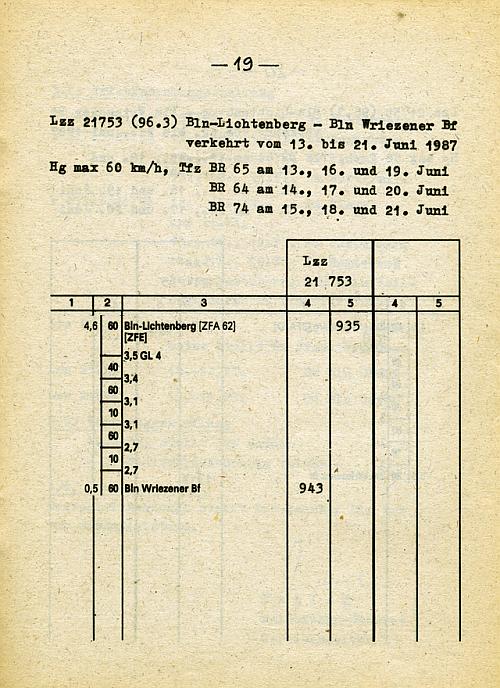 — 19 —
Lzz 21753 (96.3) Bln-Lichtenberg - Bln Wriezener Bf
verkehrt vom 13. bis 21. Juni 1987
Hg max 60 km/h, Tfz BR 65 am 13., 16. und 19. Juni
BR 64 am 14., 17. und 20. Juni
BR 74 am 15., 18. und 21. Juni
Lzz
21 753
1 2 3 4 5 4 5
4,6 60 Bln-Lichtenberg [ZFA 62] 935
[ZFE]
3,5 GL 4
40
3,4
60
3,1
10
3,1
60
2,7
10
2,7
0,5 60 Bln Wriezener Bf 943